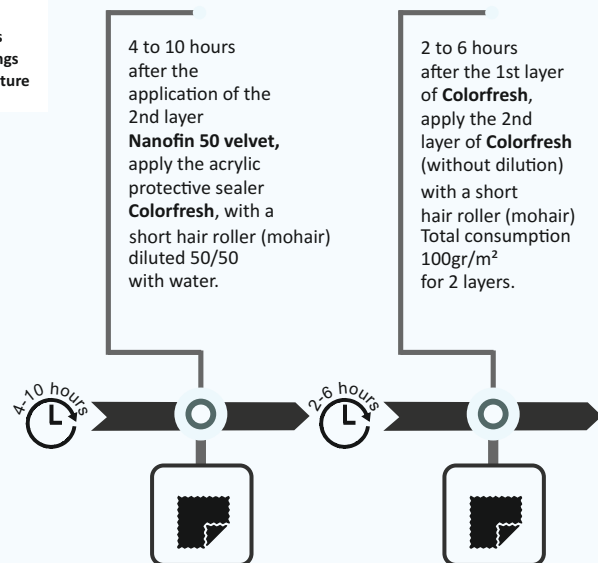 s
ngs
ture
4 to 10 hours
after the
application of the
2nd layer
Nanofin 50 velvet,
apply the acrylic
protective sealer
Colorfresh, with a
short hair roller (mohair)
diluted 50/50
with water.
2 to 6 hours
after the 1st layer
of Colorfresh,
apply the 2nd
layer of Colorfresh
(without dilution)
with a short
hair roller (mohair)
Total consumption
100gr/m²
for 2 layers.
4-10 hours
2-6 hours